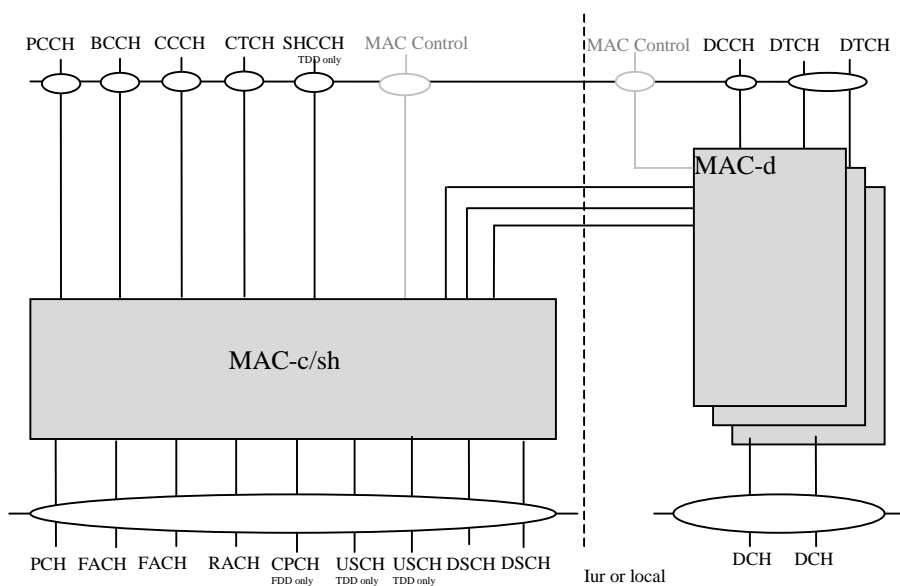 PCCH BCCH CCCH CTCH SHCCH MAC Control MAC Control DCCH DTCH DTCH
TDD only
MAC-d
MAC-c/sh
PCH FACH FACH RACH CPCH USCH USCH DSCH DSCH DCH DCH
FDD only TDD only TDD only
Iur or local